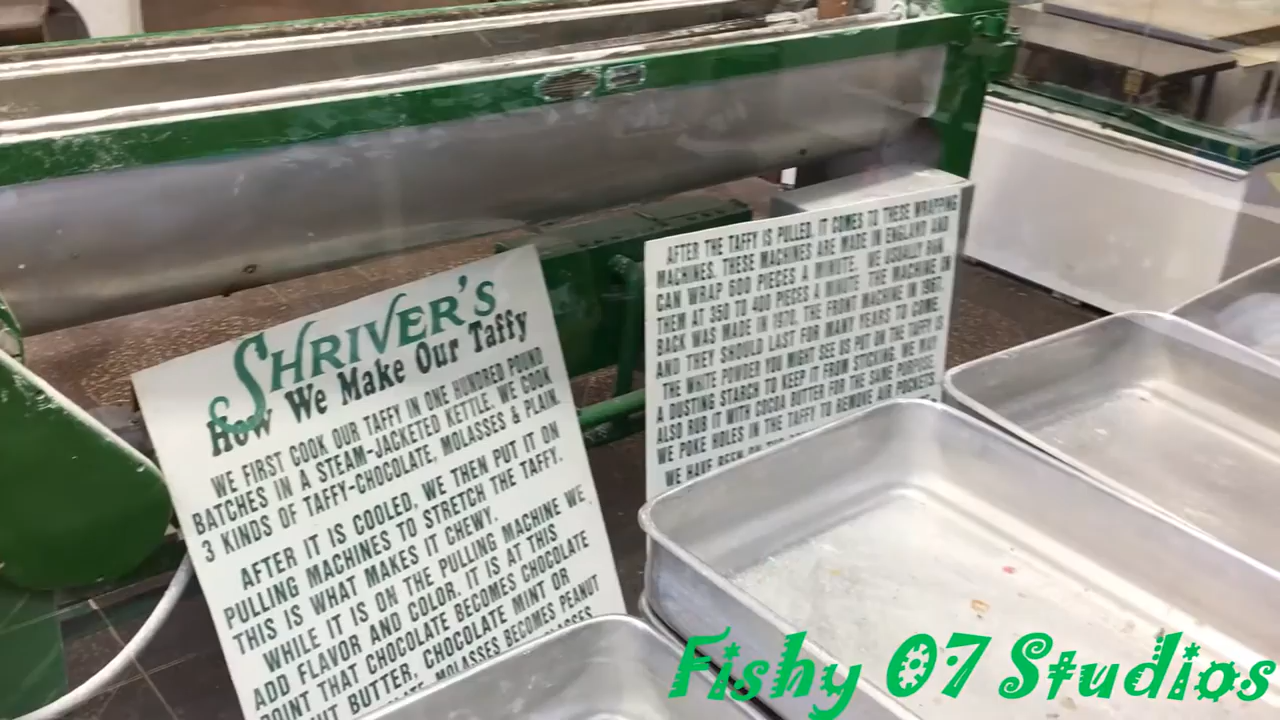 SHRIVER'S
How We Make Our Taffy
WE FIRST COOK OUR TAFFY IN ONE HUNDRED POUND
BATCHES IN A STEAM-JACKETED KETTLE. WE COOK
3 KINDS OF TAFFY-CHOCOLATE, MOLASSES & PLAIN.
AFTER IT IS COOLED, WE THEN PUT IT ON
PULLING MACHINES TO STRETCH THE TAFFY.
THIS IS WHAT MAKES IT CHEWY.
WHILE IT IS ON THE PULLING MACHINE WE
ADD FLAVOR AND COLOR. IT IS AT THIS
POINT THAT CHOCOLATE BECOMES CHOCOLATE
BUTTER, CHOCOLATE MINT OR
MOLASSES BECOMES PEANUT
AFTER THE TAFFY IS PULLED, IT COMES TO THESE WRAPPING
MACHINES. THESE MACHINES ARE MADE IN ENGLAND AND
CAN WRAP 600 PIECES A MINUTE. WE USUALLY RUN
THEM AT 350 TO 400 PIECES A MINUTE. THE MACHINE IN
BACK WAS MADE IN 1970, THE FRONT MACHINE IN 1967,
AND THEY SHOULD LAST FOR MANY YEARS TO COME.
THE WHITE POWDER YOU MIGHT SEE US PUT ON THE TAFFY IS
A DUSTING STARCH TO KEEP IT FROM STICKING. WE MAY
ALSO RUB IT WITH COCOA BUTTER FOR THE SAME PURPOSE.
WE POKE HOLES IN THE TAFFY TO REMOVE AIR POCKETS.
WE HAVE BEEN ON THE
Fishy 07 Studios